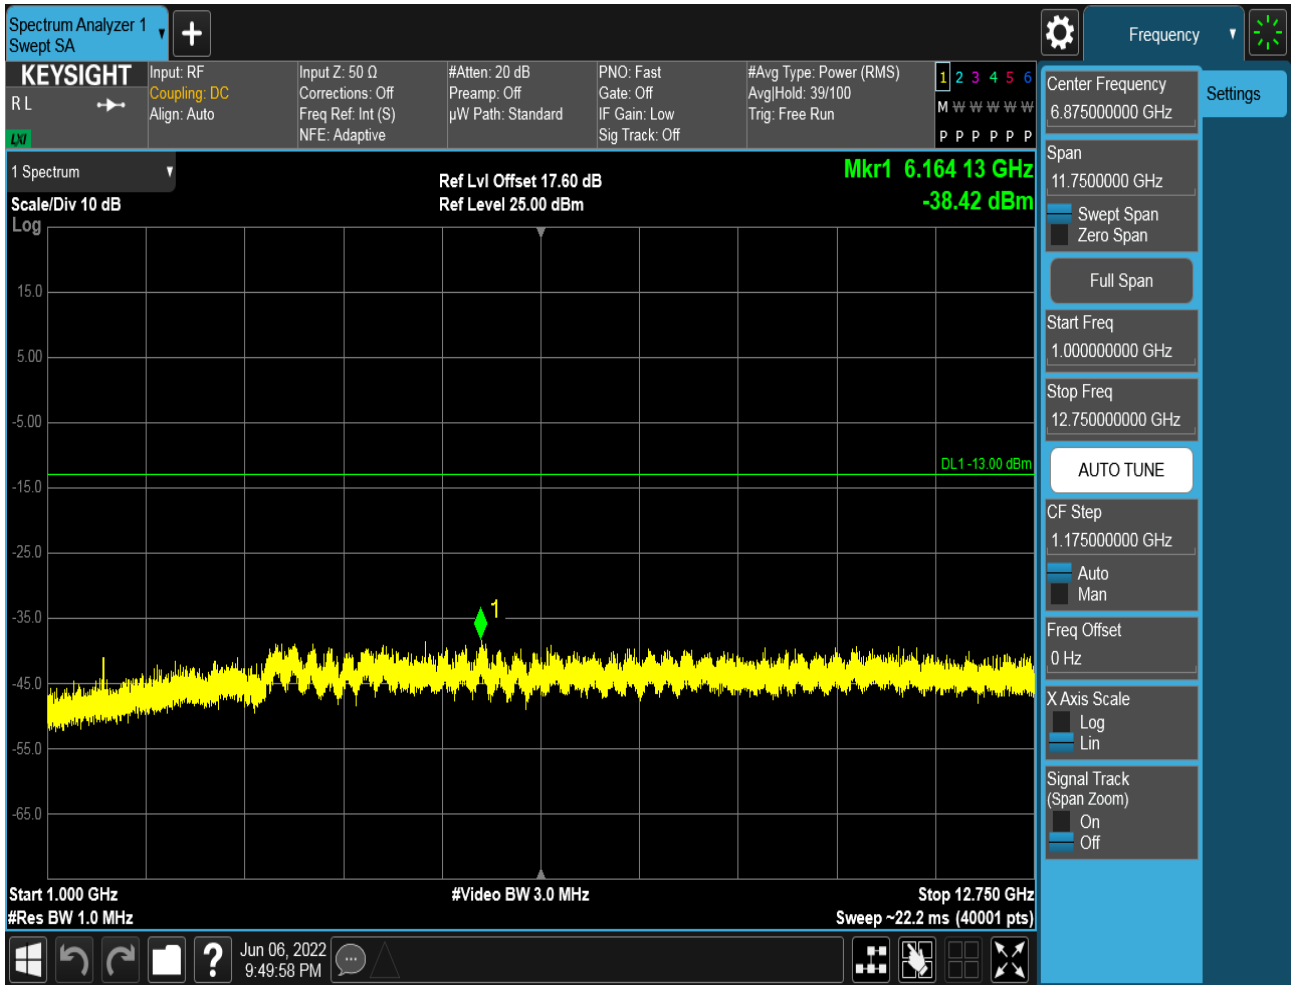 Spectrum Analyzer 1
Swept SA
Frequency
KEYSIGHT
R L
LXI
Input: RF
Coupling: DC
Align: Auto
Input Z: 50 Ω
Corrections: Off
Freq Ref: Int (S)
NFE: Adaptive
#Atten: 20 dB
Preamp: Off
µW Path: Standard
PNO: Fast
Gate: Off
IF Gain: Low
Sig Track: Off
#Avg Type: Power (RMS)
Avg|Hold: 39/100
Trig: Free Run
1 2 3 4 5 6
M W W W W W
P P P P P P
1 Spectrum
Scale/Div 10 dB
Log
Ref Lvl Offset 17.60 dB
Ref Level 25.00 dBm
Mkr1 6.164 13 GHz
-38.42 dBm
15.0
5.00
-5.00
DL1 -13.00 dBm
-15.0
-25.0
-35.0
1
-45.0
-55.0
-65.0
Start 1.000 GHz
#Res BW 1.0 MHz
#Video BW 3.0 MHz
Stop 12.750 GHz
Sweep ~22.2 ms (40001 pts)
Center Frequency
6.875000000 GHz
Settings
Span
11.7500000 GHz
Swept Span
Zero Span
Full Span
Start Freq
1.000000000 GHz
Stop Freq
12.750000000 GHz
AUTO TUNE
CF Step
1.175000000 GHz
Auto
Man
Freq Offset
0 Hz
X Axis Scale
Log
Lin
Signal Track
(Span Zoom)
On
Off
?
Jun 06, 2022
9:49:58 PM